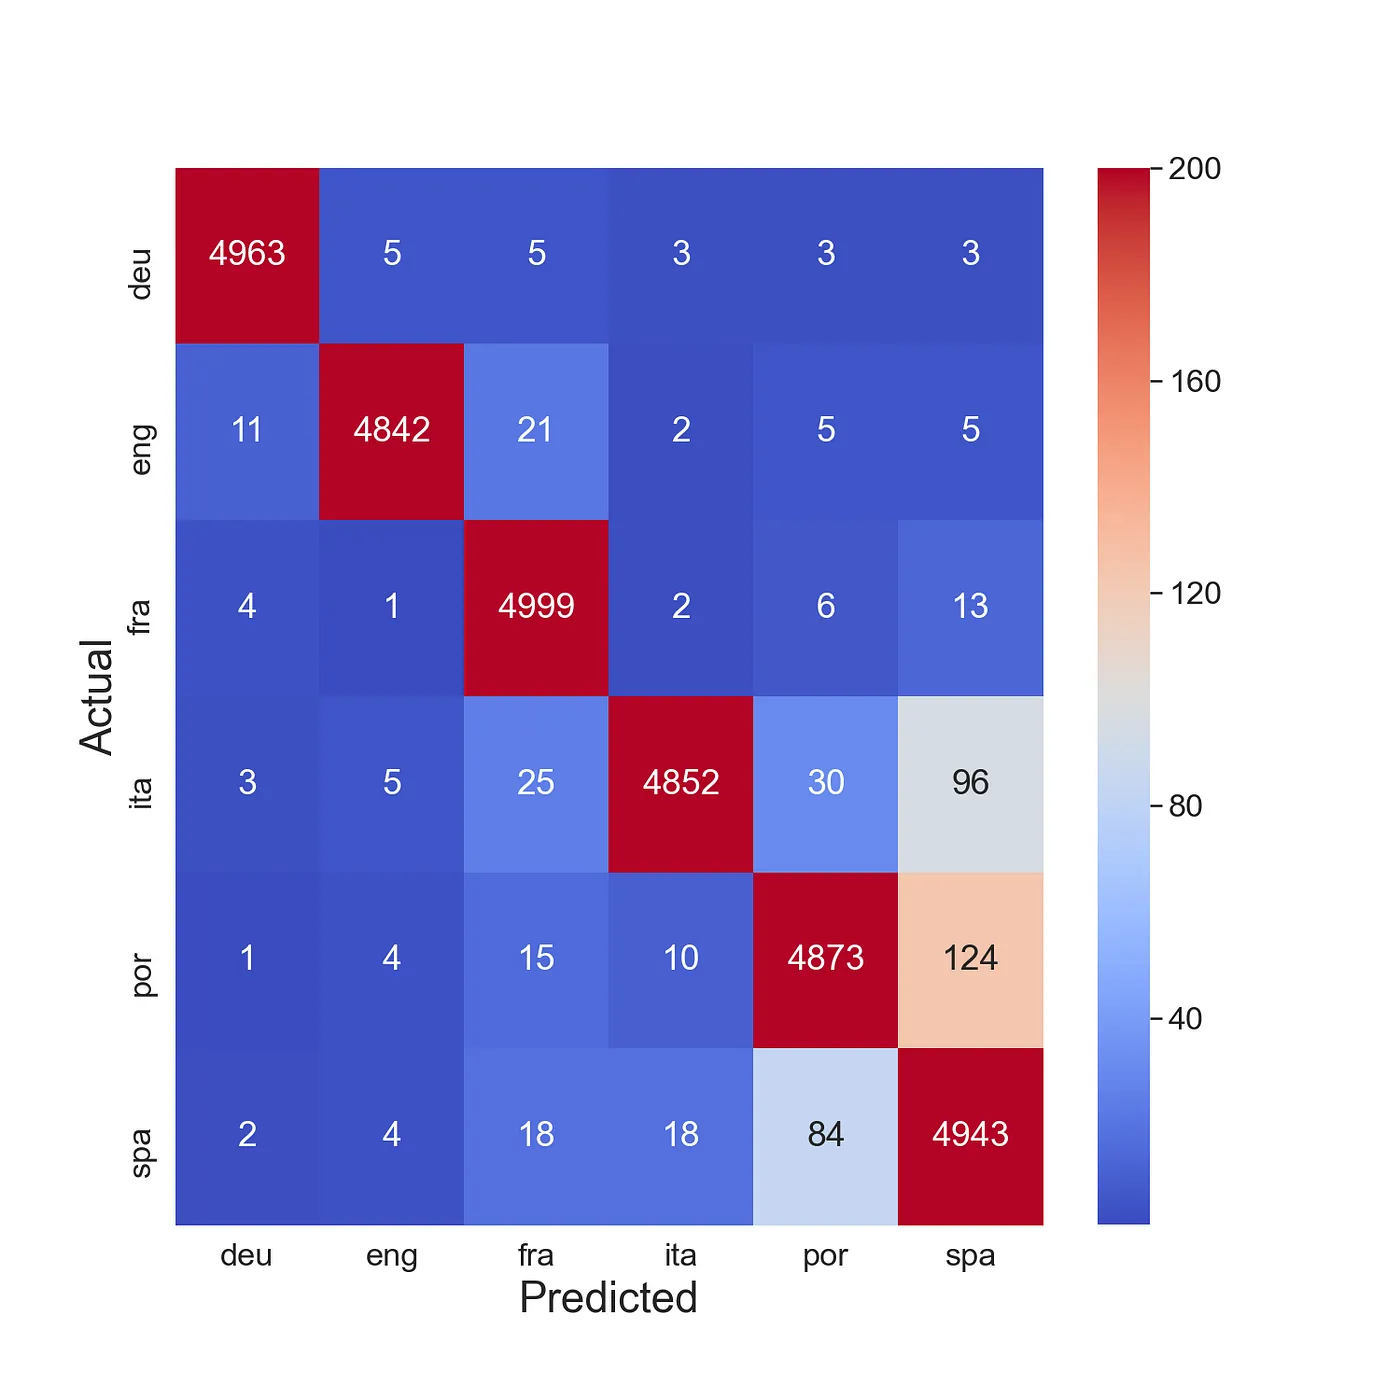 deu 4963 5 5 3 3 3
eng 11 4842 21 2 5 5
fra 4 1 4999 2 6 13
ita 3 5 25 4852 30 96
por 1 4 15 10 4873 124
spa 2 4 18 18 84 4943
deu eng fra ita por spa
Predicted
Actual
200
160
120
80
40